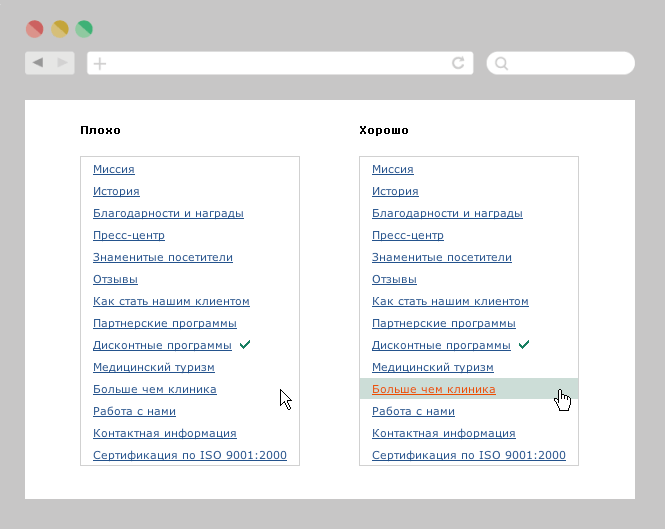 Плохо
Миссия
История
Благодарности и награды
Пресс-центр
Знаменитые посетители
Отзывы
Как стать нашим клиентом
Партнерские программы
Дисконтные программы
Медицинский туризм
Больше чем клиника
Работа с нами
Контактная информация
Сертификация по ISO 9001:2000
Хорошо
Миссия
История
Благодарности и награды
Пресс-центр
Знаменитые посетители
Отзывы
Как стать нашим клиентом
Партнерские программы
Дисконтные программы
Медицинский туризм
Больше чем клиника
Работа с нами
Контактная информация
Сертификация по ISO 9001:2000